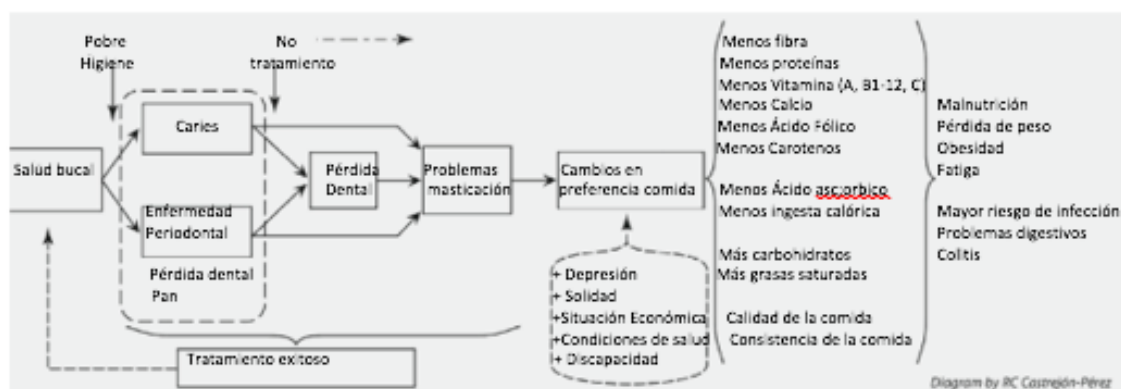 Pobre
Higiene
No
tratamiento
Salud bucal
Caries
Enfermedad
Periodontal
Pérdida dental
Pan
Pérdida
Dental
Problemas
masticación
Tratamiento exitoso
Cambios en
preferencia comida
+ Depresión
+ Solidad
+Situación Económica
+Condiciones de salud
+ Discapacidad
Menos fibra
Menos proteínas
Menos Vitamina (A, B1-12, C)
Menos Calcio
Menos Ácido Fólico
Menos Carotenos
Menos Ácido asc:orbico
Menos ingesta calórica
Más carbohidratos
Más grasas saturadas
Calidad de la comida
Consistencia de la comida
Malnutrición
Pérdida de peso
Obesidad
Fatiga
Mayor riesgo de infección
Problemas digestivos
Colitis
Diagram by RC Castrejón-Pérez